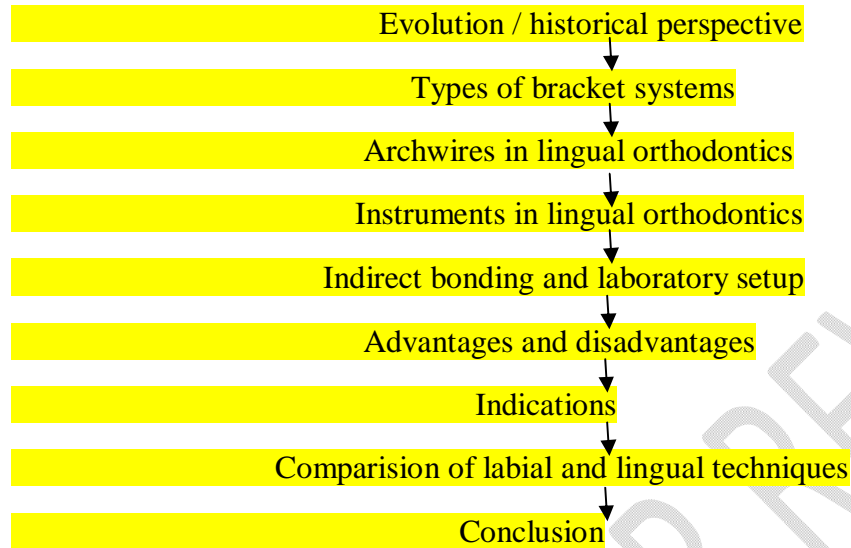 Evolution / historical perspective
Types of bracket systems
Archwires in lingual orthodontics
Instruments in lingual orthodontics
Indirect bonding and laboratory setup
Advantages and disadvantages
Indications
Comparision of labial and lingual techniques
Conclusion